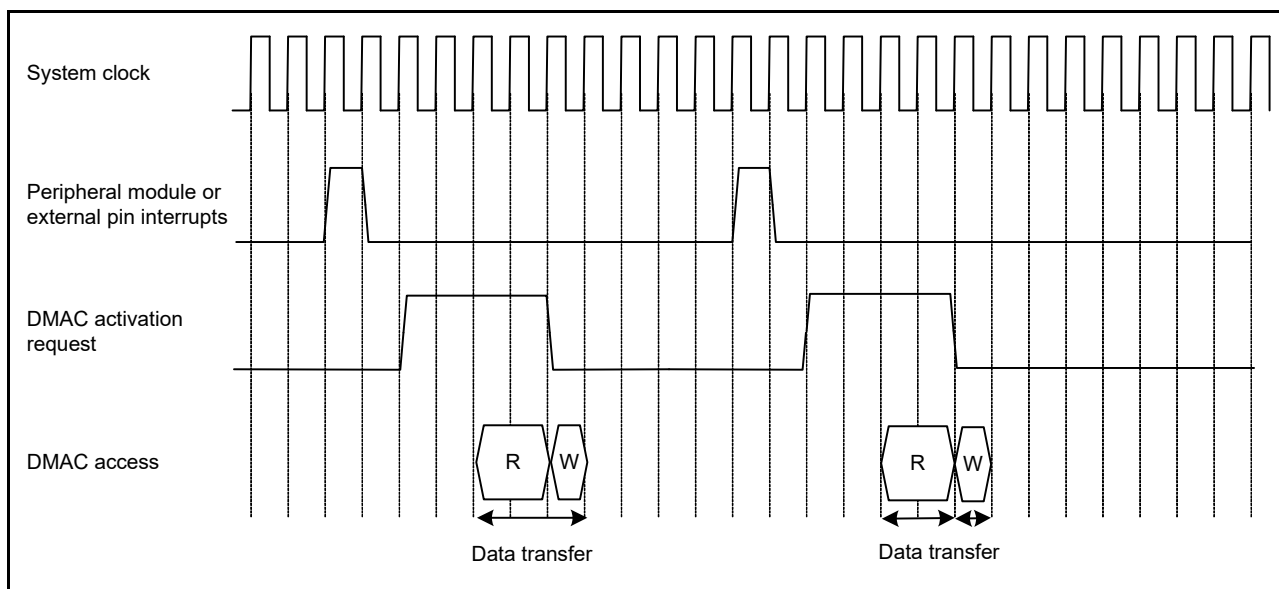 System clock
Peripheral module or
external pin interrupts
DMAC activation
request
DMAC access
R
W
R
W
Data transfer
Data transfer